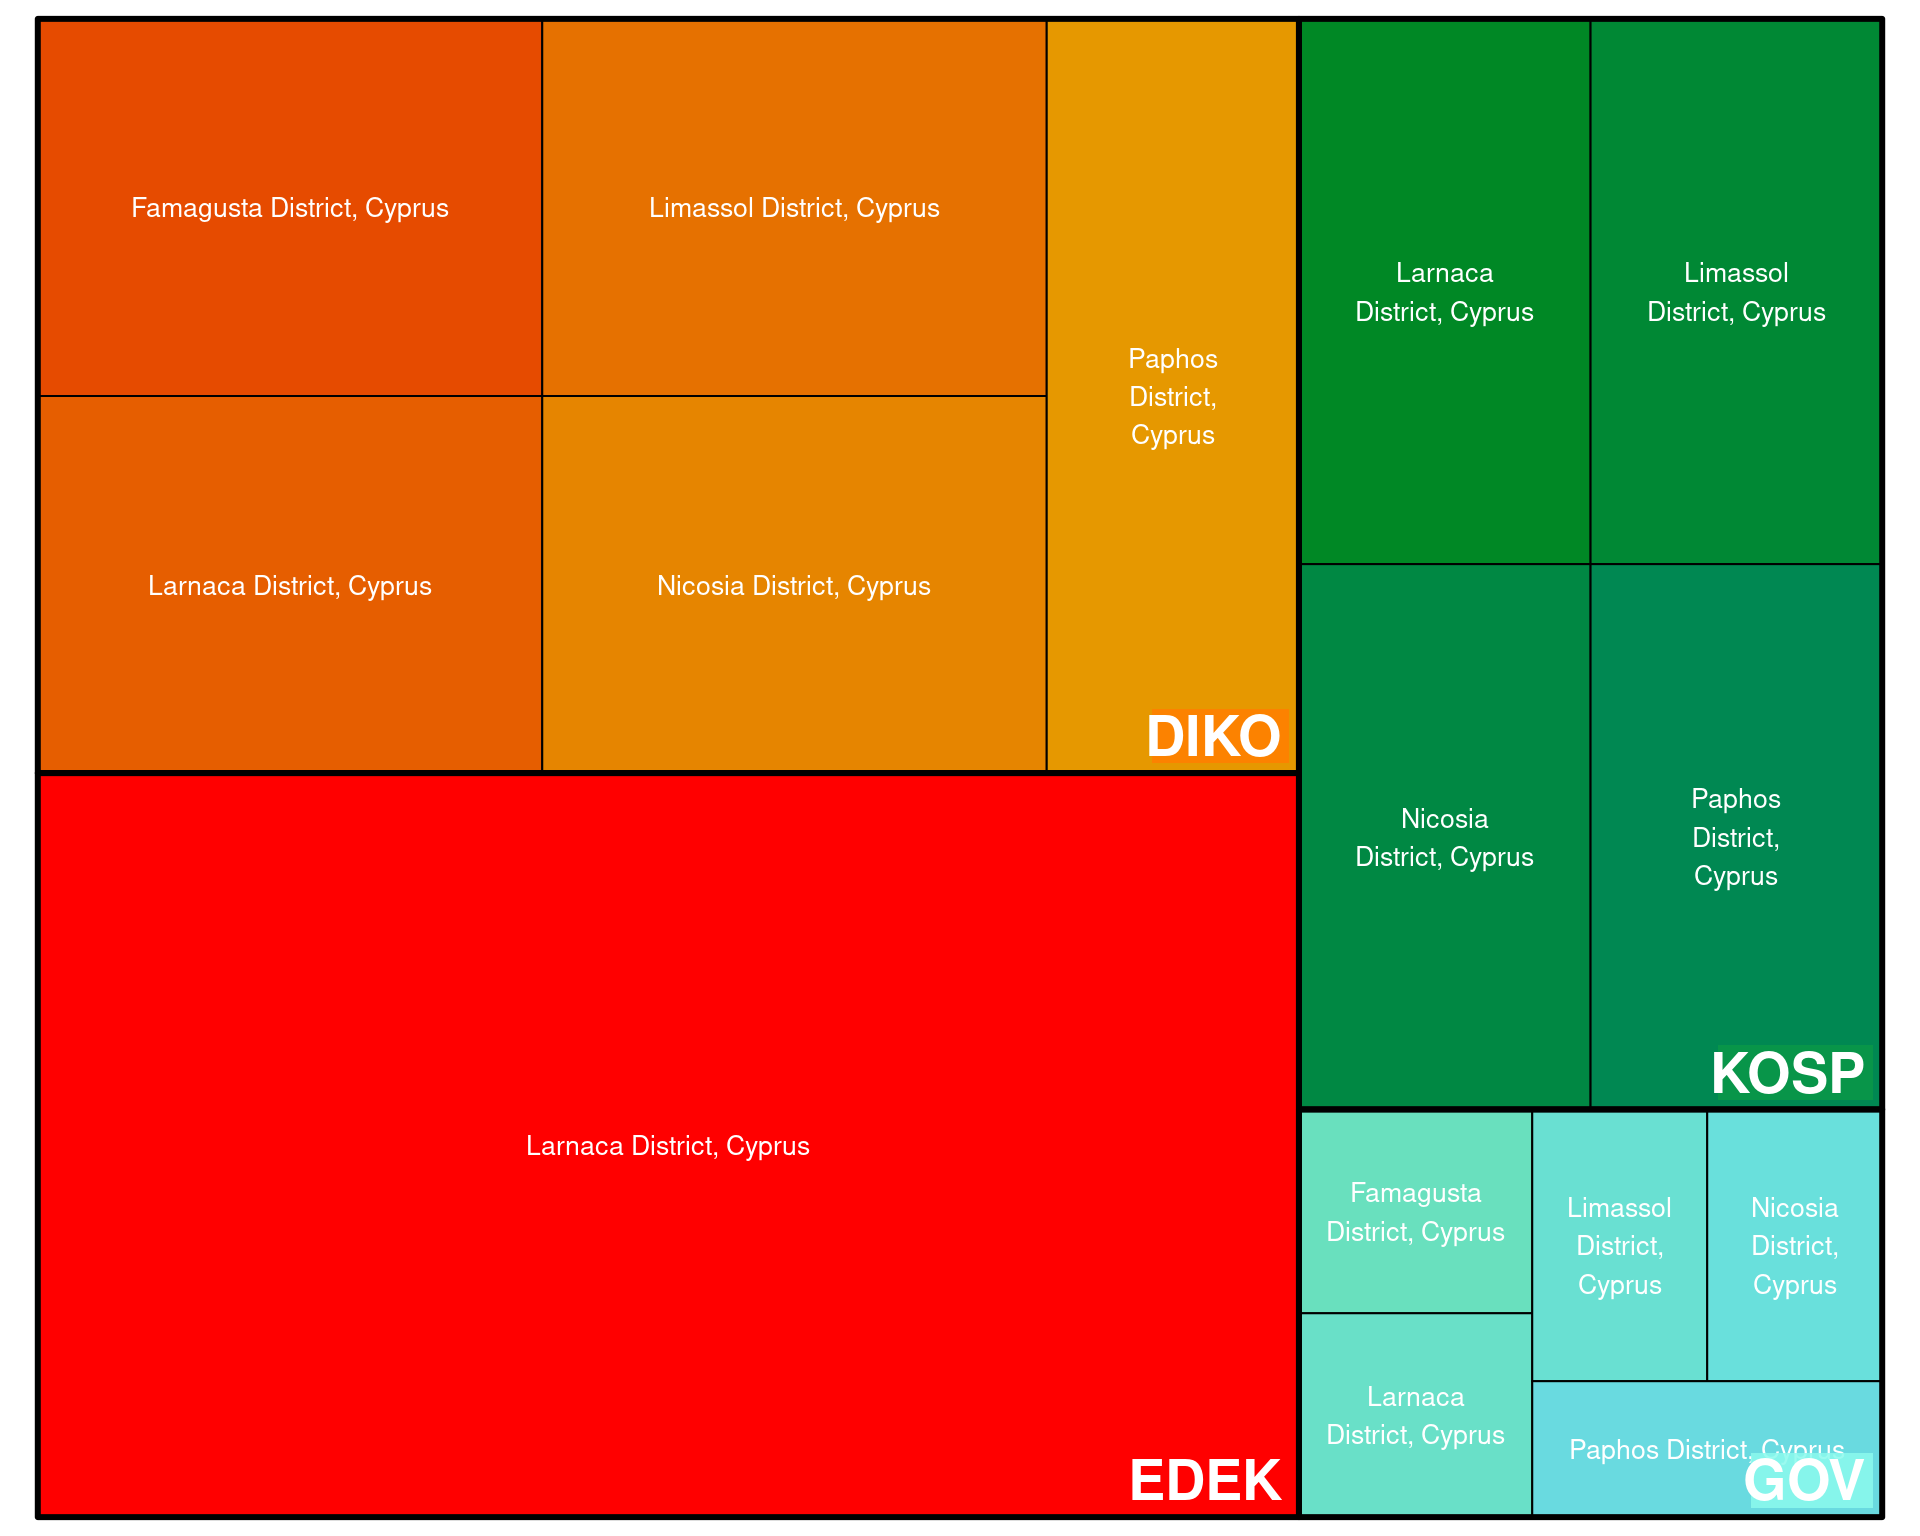 Famagusta District, Cyprus
Limassol District, Cyprus
Larnaca District, Cyprus
Nicosia District, Cyprus
Paphos
District,
Cyprus
DIKO
Larnaca District, Cyprus
EDEK
Larnaca
District, Cyprus
Limassol
District, Cyprus
Nicosia
District, Cyprus
Paphos
District,
Cyprus
KOSP
Famagusta
District, Cyprus
Larnaca
District, Cyprus
Limassol
District,
Cyprus
Nicosia
District,
Cyprus
Paphos District, Cyprus
GOV